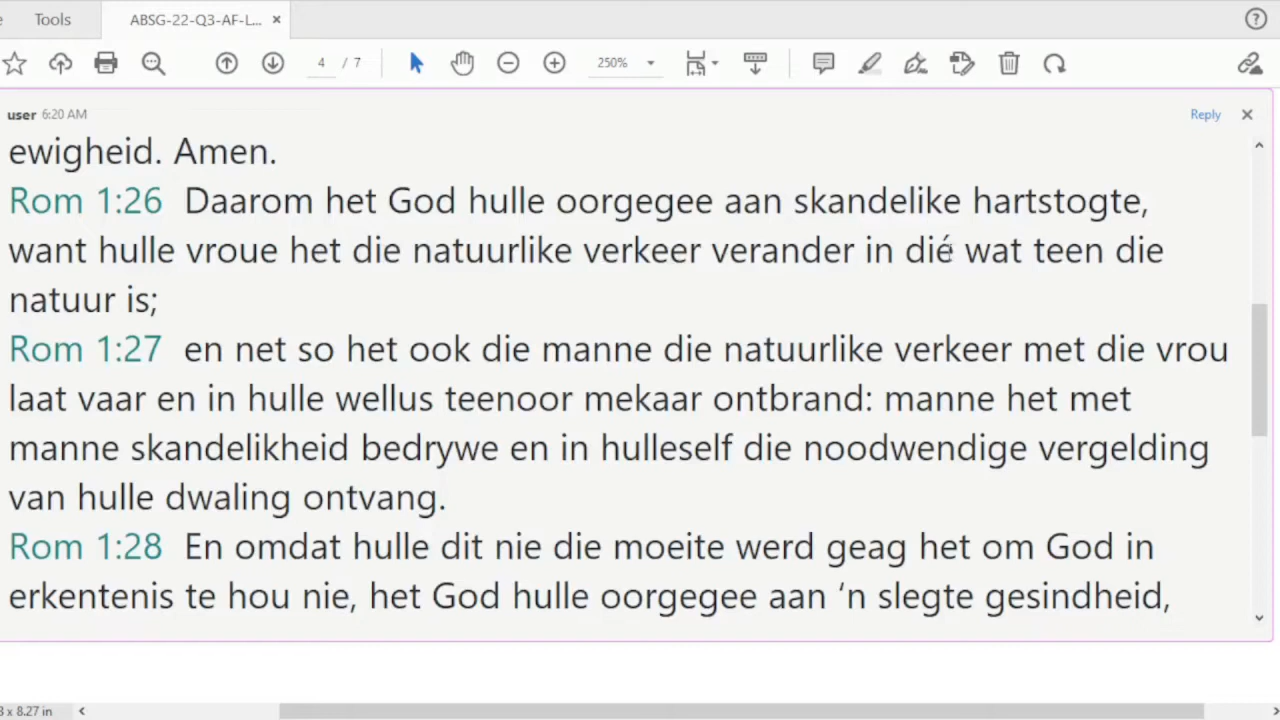 Tools
ABSG-22-Q3-AF-L...
4 / 7
250%
user 6:20 AM
Reply
ewigheid. Amen.
Rom 1:26 Daarom het God hulle oorgegee aan skandelike hartstogte,
want hulle vroue het die natuurlike verkeer verander in dié wat teen die
natuur is;
Rom 1:27 en net so het ook die manne die natuurlike verkeer met die vrou
laat vaar en in hulle wellus teenoor mekaar ontbrand: manne het met
manne skandelikheid bedrywe en in hulleself die noodwendige vergelding
van hulle dwaling ontvang.
Rom 1:28 En omdat hulle dit nie die moeite werd geag het om God in
erkentenis te hou nie, het God hulle oorgegee aan ‘n slegte gesindheid,
x 8.27 in